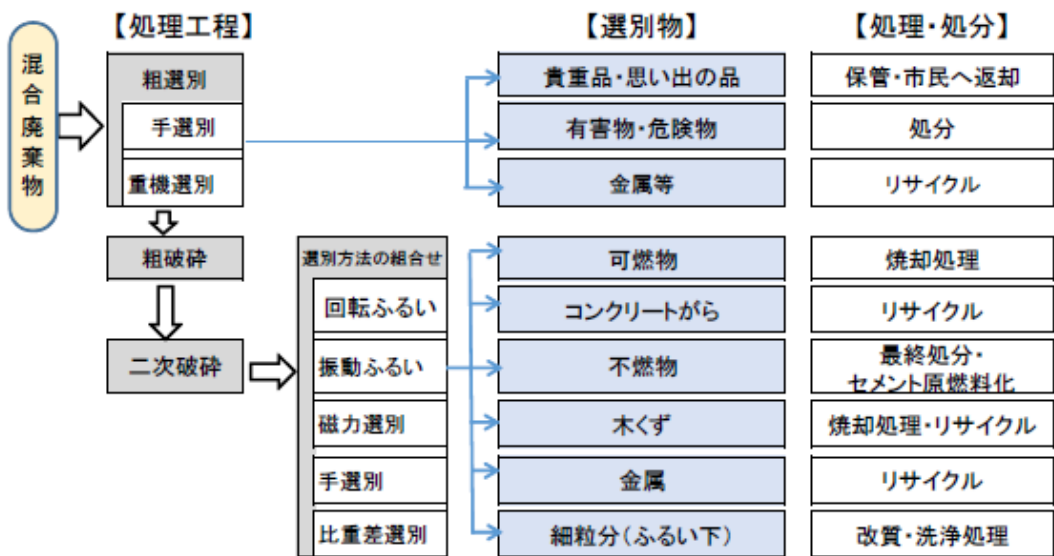 【処理工程】
【選別物】
【処理・処分】
混合廃棄物
粗選別
手選別
重機選別
貴重品・思い出の品
保管・市民へ返却
有害物・危険物
処分
金属等
リサイクル
粗破砕
二次破砕
選別方法の組合せ
回転ふるい
振動ふるい
磁力選別
手選別
比重差選別
可燃物
焼却処理
コンクリートがら
リサイクル
不燃物
最終処分・
セメント原燃料化
木くず
焼却処理・リサイクル
金属
リサイクル
細粒分(ふるい下)
改質・洗浄処理